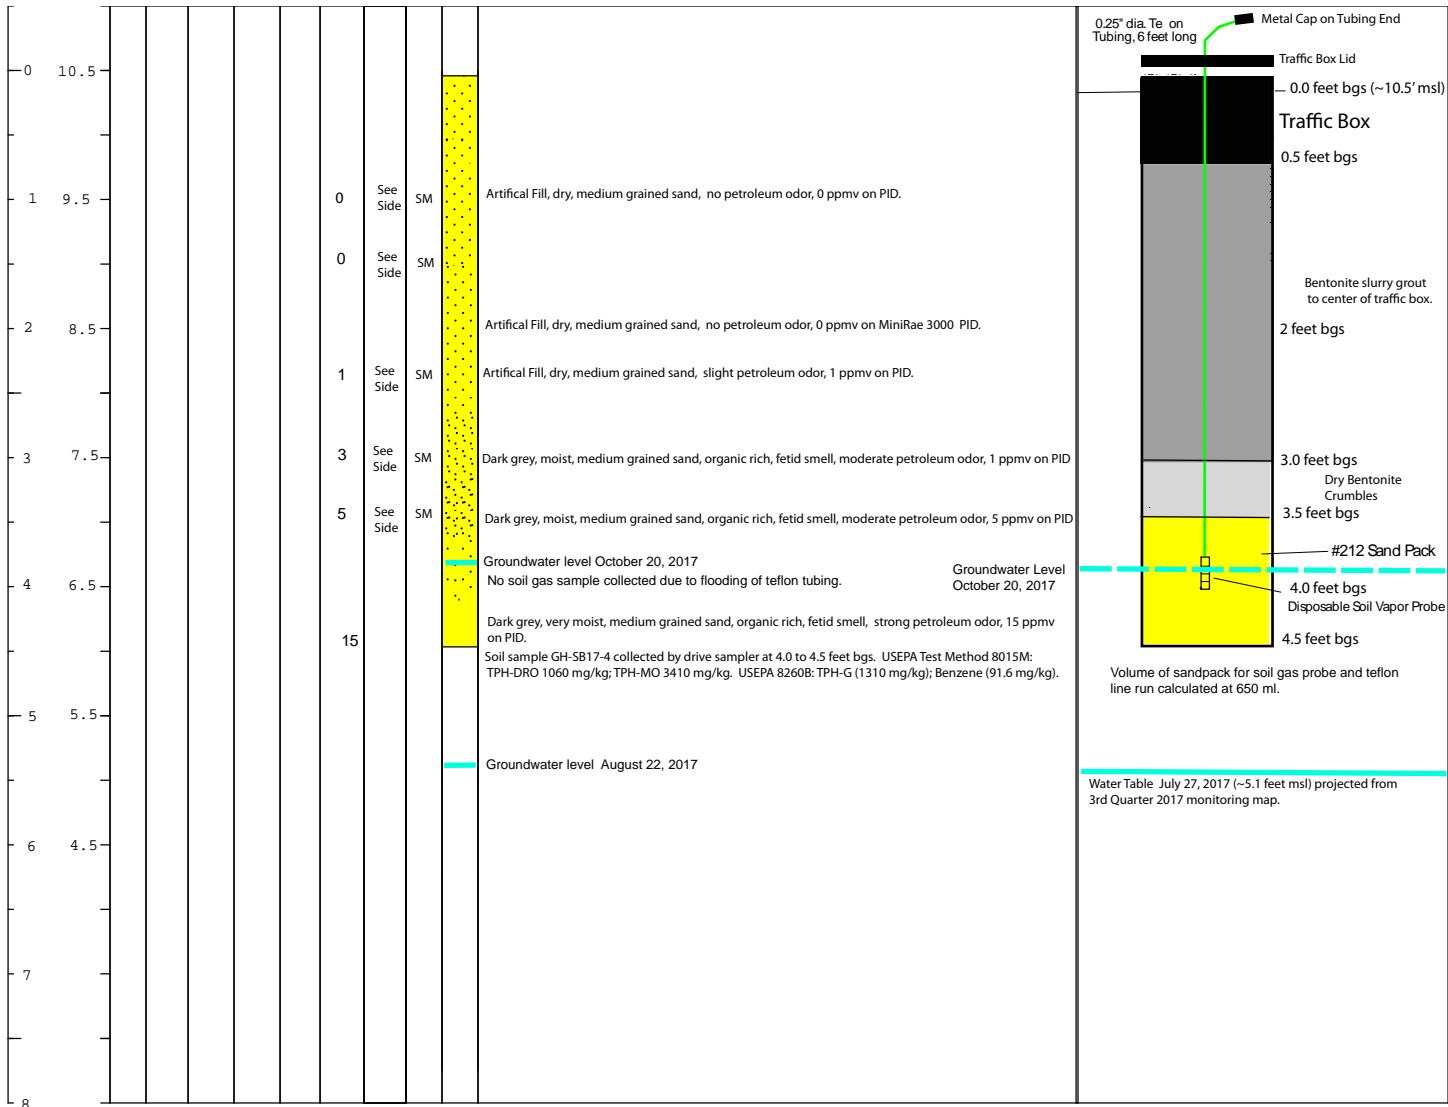 0.25" dia. Te on
Tubing, 6 feet long
Metal Cap on Tubing End
Traffic Box Lid
0 10.5
0.0 feet bgs (~10.5' msl)
Traffic Box
0.5 feet bgs
1 9.5
0 See Side SM Artifical Fill, dry, medium grained sand, no petroleum odor, 0 ppmv on PID.
0 See Side SM
Bentonite slurry grout
to center of traffic box.
2 8.5
Artifical Fill, dry, medium grained sand, no petroleum odor, 0 ppmv on MiniRae 3000 PID.
2 feet bgs
1 See Side SM Artifical Fill, dry, medium grained sand, slight petroleum odor, 1 ppmv on PID.
3 7.5
3 See Side SM Dark grey, moist, medium grained sand, organic rich, fetid smell, moderate petroleum odor, 1 ppmv on PID
3.0 feet bgs
Dry Bentonite
Crumbles
3.5 feet bgs
5 See Side SM Dark grey, moist, medium grained sand, organic rich, fetid smell, moderate petroleum odor, 5 ppmv on PID
#212 Sand Pack
Groundwater level October 20, 2017
No soil gas sample collected due to flooding of teflon tubing.
Groundwater Level
October 20, 2017
4 6.5
4.0 feet bgs
Disposable Soil Vapor Probe
15
Dark grey, very moist, medium grained sand, organic rich, fetid smell, strong petroleum odor, 15 ppmv
on PID.
4.5 feet bgs
Soil sample GH-SB17-4 collected by drive sampler at 4.0 to 4.5 feet bgs. USEPA Test Method 8015M:
TPH-DRO 1060 mg/kg; TPH-MO 3410 mg/kg. USEPA 8260B: TPH-G (1310 mg/kg); Benzene (91.6 mg/kg).
Volume of sandpack for soil gas probe and teflon
line run calculated at 650 ml.
5 5.5
Groundwater level August 22, 2017
Water Table July 27, 2017 (~5.1 feet msl) projected from
3rd Quarter 2017 monitoring map.
6 4.5
7
8